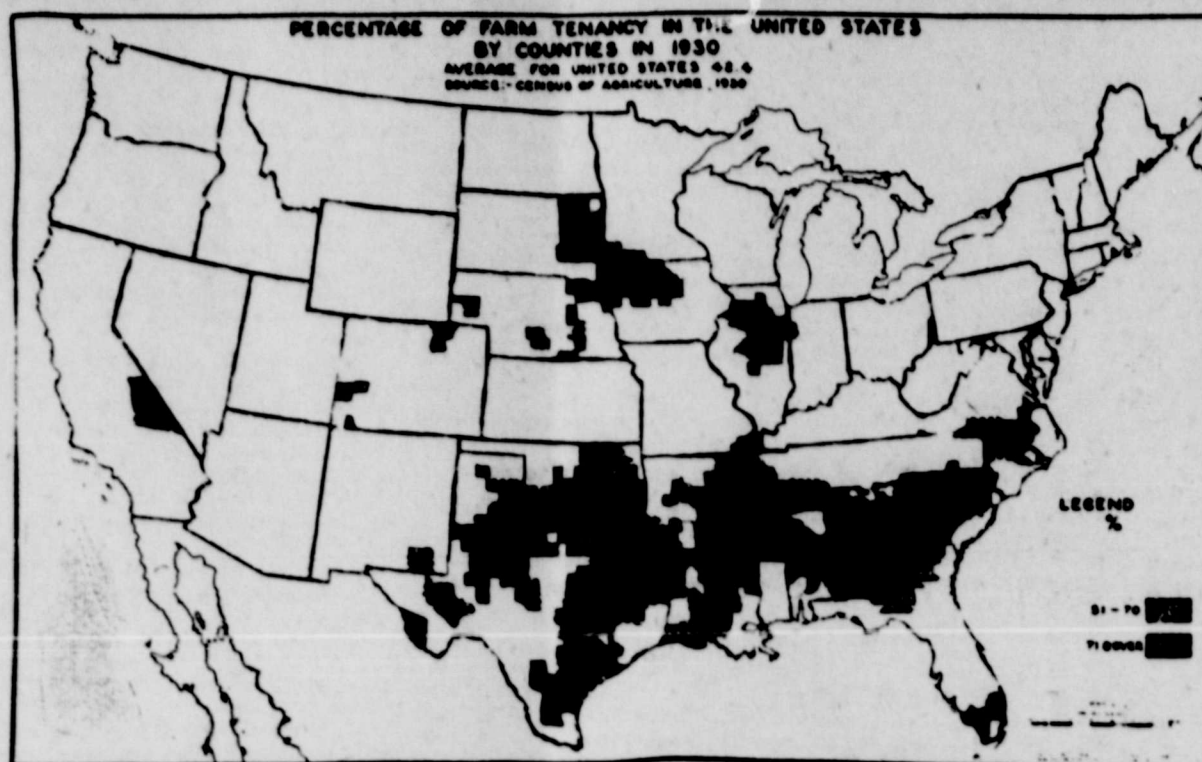 PERCENTAGE OF FARM TENANCY IN THE UNITED STATES
BY COUNTIES IN 1930
AVERAGE FOR UNITED STATES 42.4
SOURCE:- CENSUS OF AGRICULTURE, 1930
LEGEND
%
51 - 70
71 & OVER